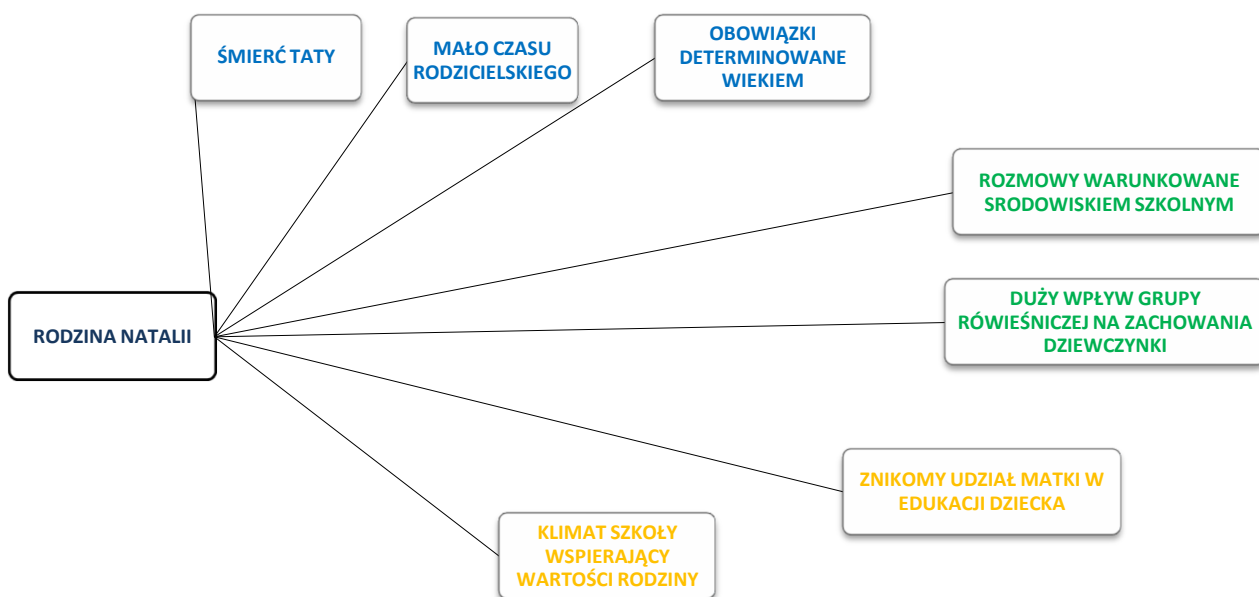 ŚMIERĆ TATY
MAŁO CZASU
RODZICIELSKIEGO
OBOWIĄZKI
DETERMINOWANE
WIEKIEM
ROZMOWY WARUNKOWANE
SRODOWISKIEM SZKOLNYM
DUŻY WPŁYW GRUPY
RÓWIEŚNICZEJ NA ZACHOWANIA
DZIEWCZYNKI
RODZINA NATALII
ZNIKOMY UDZIAŁ MATKI W
EDUKACJI DZIECKA
KLIMAT SZKOŁY
WSPIERAJĄCY
WARTOŚCI RODZINY